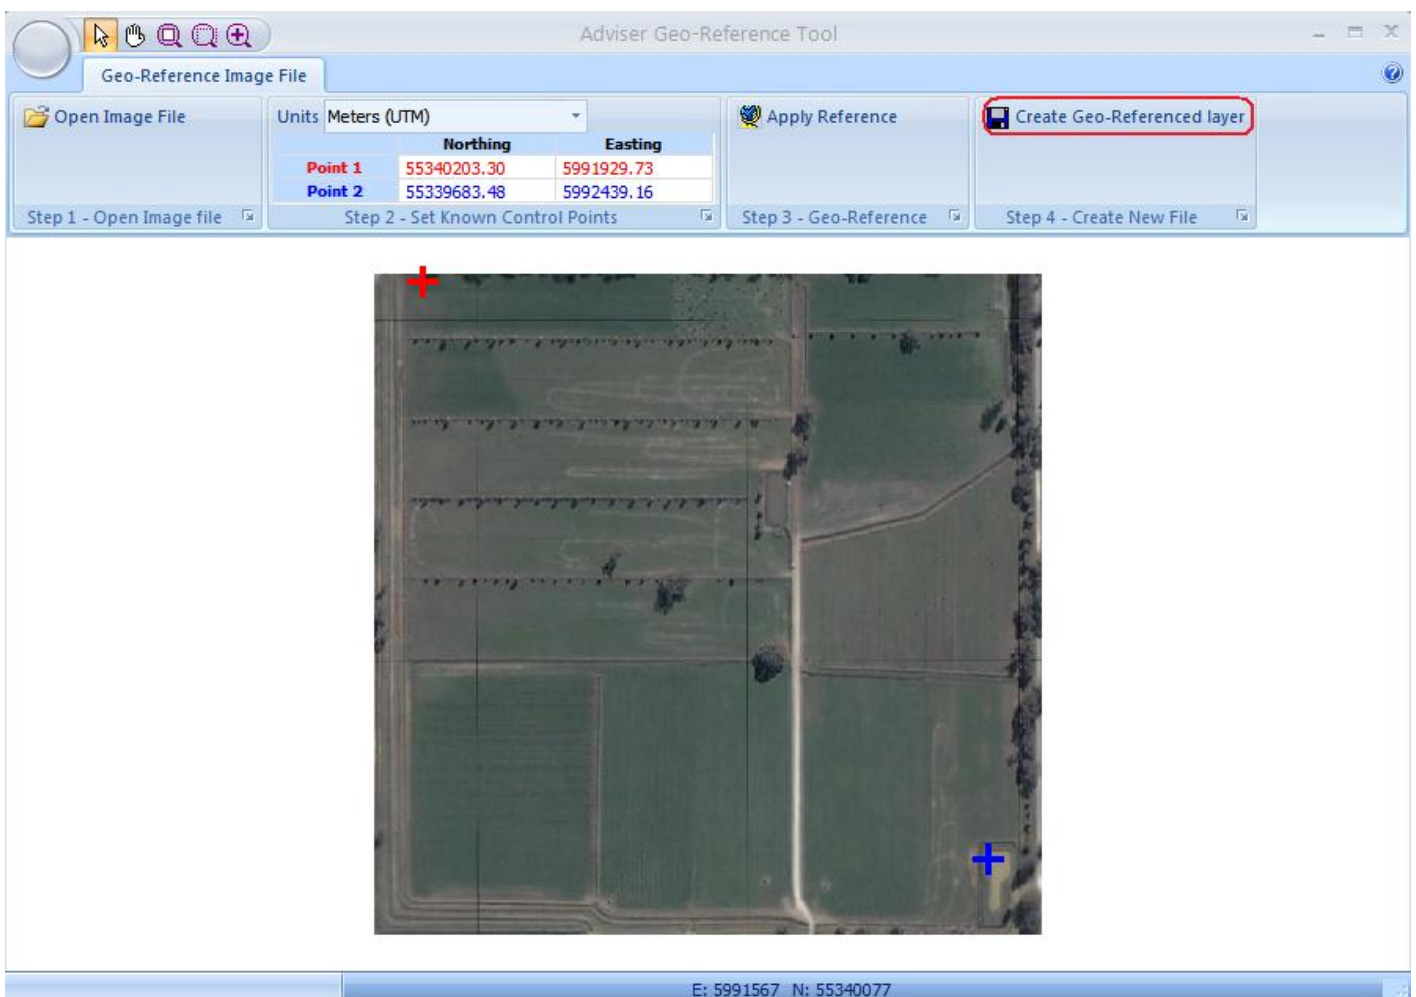 Adviser Geo-Reference Tool
Geo-Reference Image File
Open Image File
Units Meters (UTM)
Northing Easting
Point 1 55340203.30 5991929.73
Point 2 55339683.48 5992439.16
Apply Reference
Create Geo-Referenced layer
Step 1 - Open Image file
Step 2 - Set Known Control Points
Step 3 - Geo-Reference
Step 4 - Create New File
E: 5991567 N: 55340077